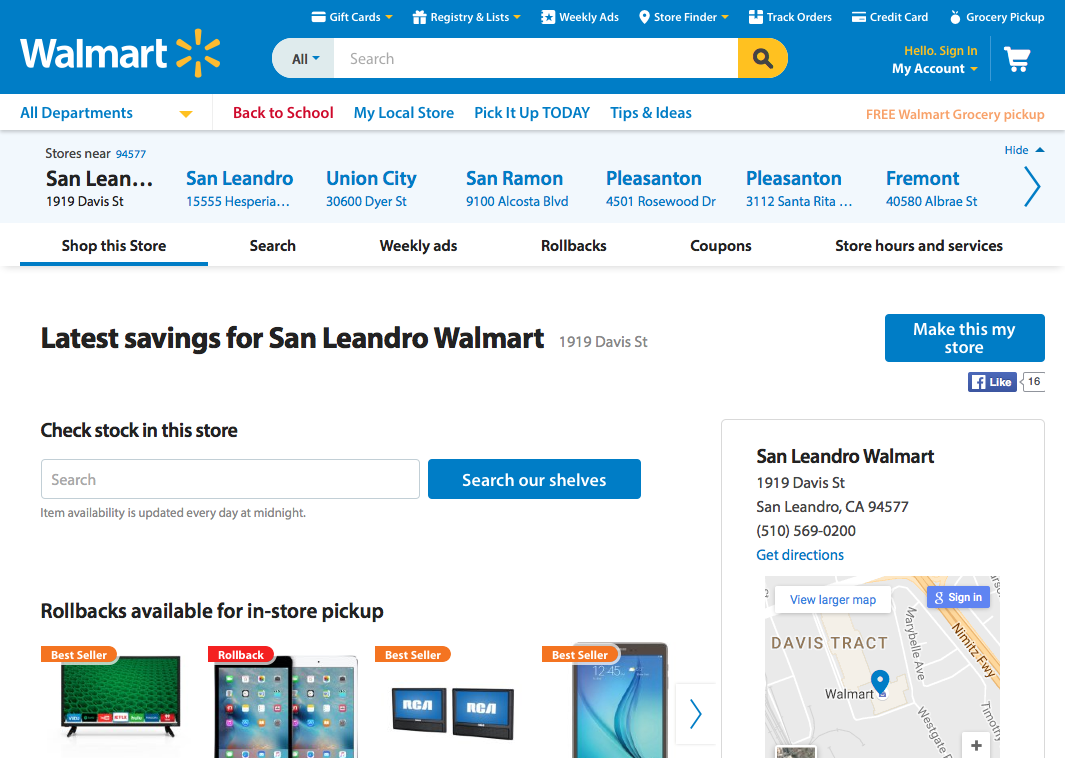 Gift Cards
Registry & Lists
Weekly Ads
Store Finder
Track Orders
Credit Card
Grocery Pickup
Walmart
All
Search
Hello. Sign In
My Account
All Departments
Back to School
My Local Store
Pick It Up TODAY
Tips & Ideas
FREE Walmart Grocery pickup
Stores near 94577
Hide
San Lean...
1919 Davis St
San Leandro
15555 Hesperia...
Union City
30600 Dyer St
San Ramon
9100 Alcosta Blvd
Pleasanton
4501 Rosewood Dr
Pleasanton
3112 Santa Rita ...
Fremont
40580 Albrae St
Shop this Store
Search
Weekly ads
Rollbacks
Coupons
Store hours and services
Latest savings for San Leandro Walmart 1919 Davis St
Make this my
store
f Like 16
Check stock in this store
Search
Search our shelves
Item availability is updated every day at midnight.
San Leandro Walmart
1919 Davis St
San Leandro, CA 94577
(510) 569-0200
Get directions
View larger map
g Sign in
DAVIS TRACT
Marybelle Ave
Nimitz Fwy
Walmart
Westgate P
Timothy
+
Rollbacks available for in-store pickup
Best Seller
Rollback
Best Seller
Best Seller
RCA
RCA
12:45